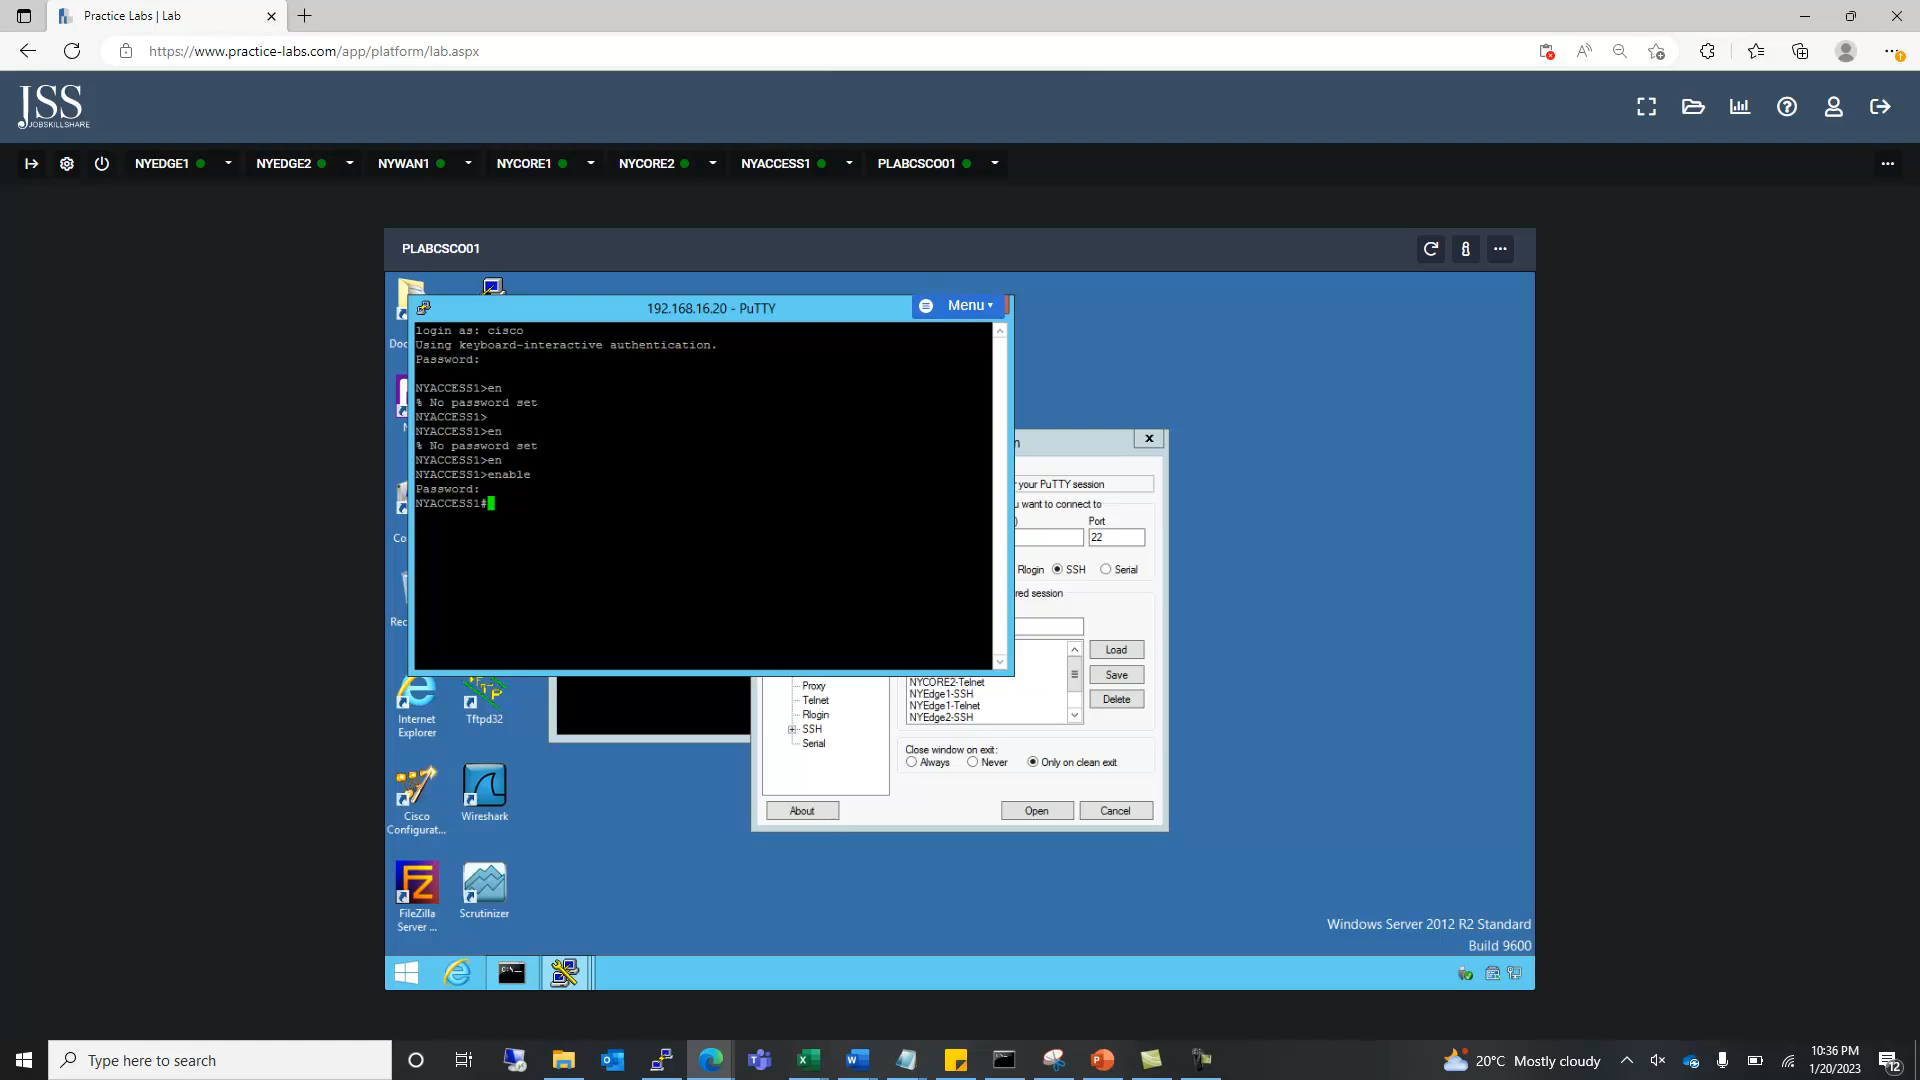 Practice Labs | Lab
https://www.practice-labs.com/app/platform/lab.aspx
JSS
JOBSKILLSHARE
NYEDGE1
NYEDGE2
NYWAN1
NYCORE1
NYCORE2
NYACCESS1
PLABCSCO01
PLABCSCO01
192.168.16.20 - PuTTY
Menu
login as: cisco
Using keyboard-interactive authentication.
Password:
NYACCESS1>en
% No password set
NYACCESS1>
NYACCESS1>en
% No password set
NYACCESS1>en
NYACCESS1>enable
Password:
NYACCESS1#
your PuTTY session
want to connect to
Port
22
Rlogin
SSH
Serial
session
Load
Save
Delete
NYCORE2-Telnet
NYEdge1-SSH
NYEdge1-Telnet
NYEdge2-SSH
Proxy
Telnet
Rlogin
SSH
Serial
Close window on exit:
Always
Never
Only on clean exit
About
Open
Cancel
Internet
Explorer
Tftpd32
Cisco
Configurat...
Wireshark
FileZilla
Server ...
Scrutinizer
Windows Server 2012 R2 Standard
Build 9600
Type here to search
20°C Mostly cloudy
10:36 PM
1/20/2023
12